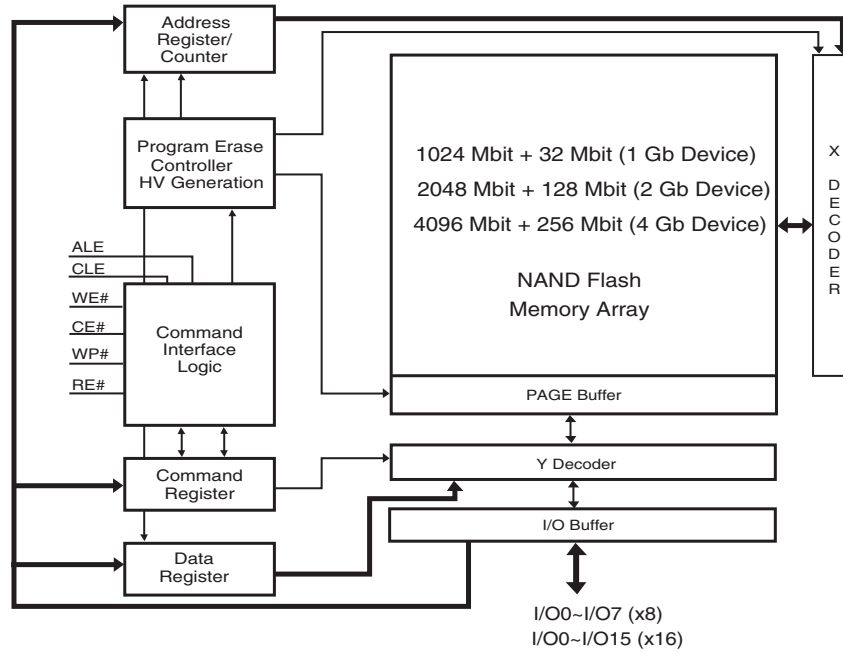 Address
Register/
Counter
Program Erase
Controller
HV Generation
ALE
CLE
WE#
CE#
WP#
RE#
Command
Interface
Logic
Command
Register
Data
Register
1024 Mbit + 32 Mbit (1 Gb Device)
2048 Mbit + 128 Mbit (2 Gb Device)
4096 Mbit + 256 Mbit (4 Gb Device)
NAND Flash
Memory Array
PAGE Buffer
Y Decoder
I/O Buffer
I/O0~I/O7 (x8)
I/O0~I/O15 (x16)
X
D
E
C
O
D
E
R